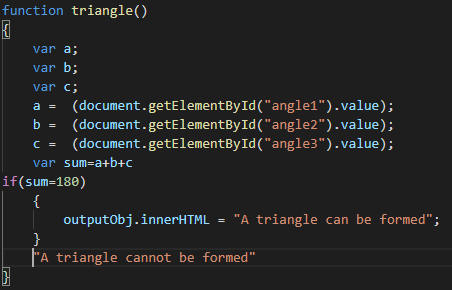 function triangle()
{
    var a;
    var b;
    var c;
    a =  (document.getElementById("angle1").value);
    b =  (document.getElementById("angle2").value);
    c =  (document.getElementById("angle3").value);
    var sum=a+b+c
if(sum=180)
    {
        outputObj.innerHTML = "A triangle can be formed";
    }
    "A triangle cannot be formed"
}